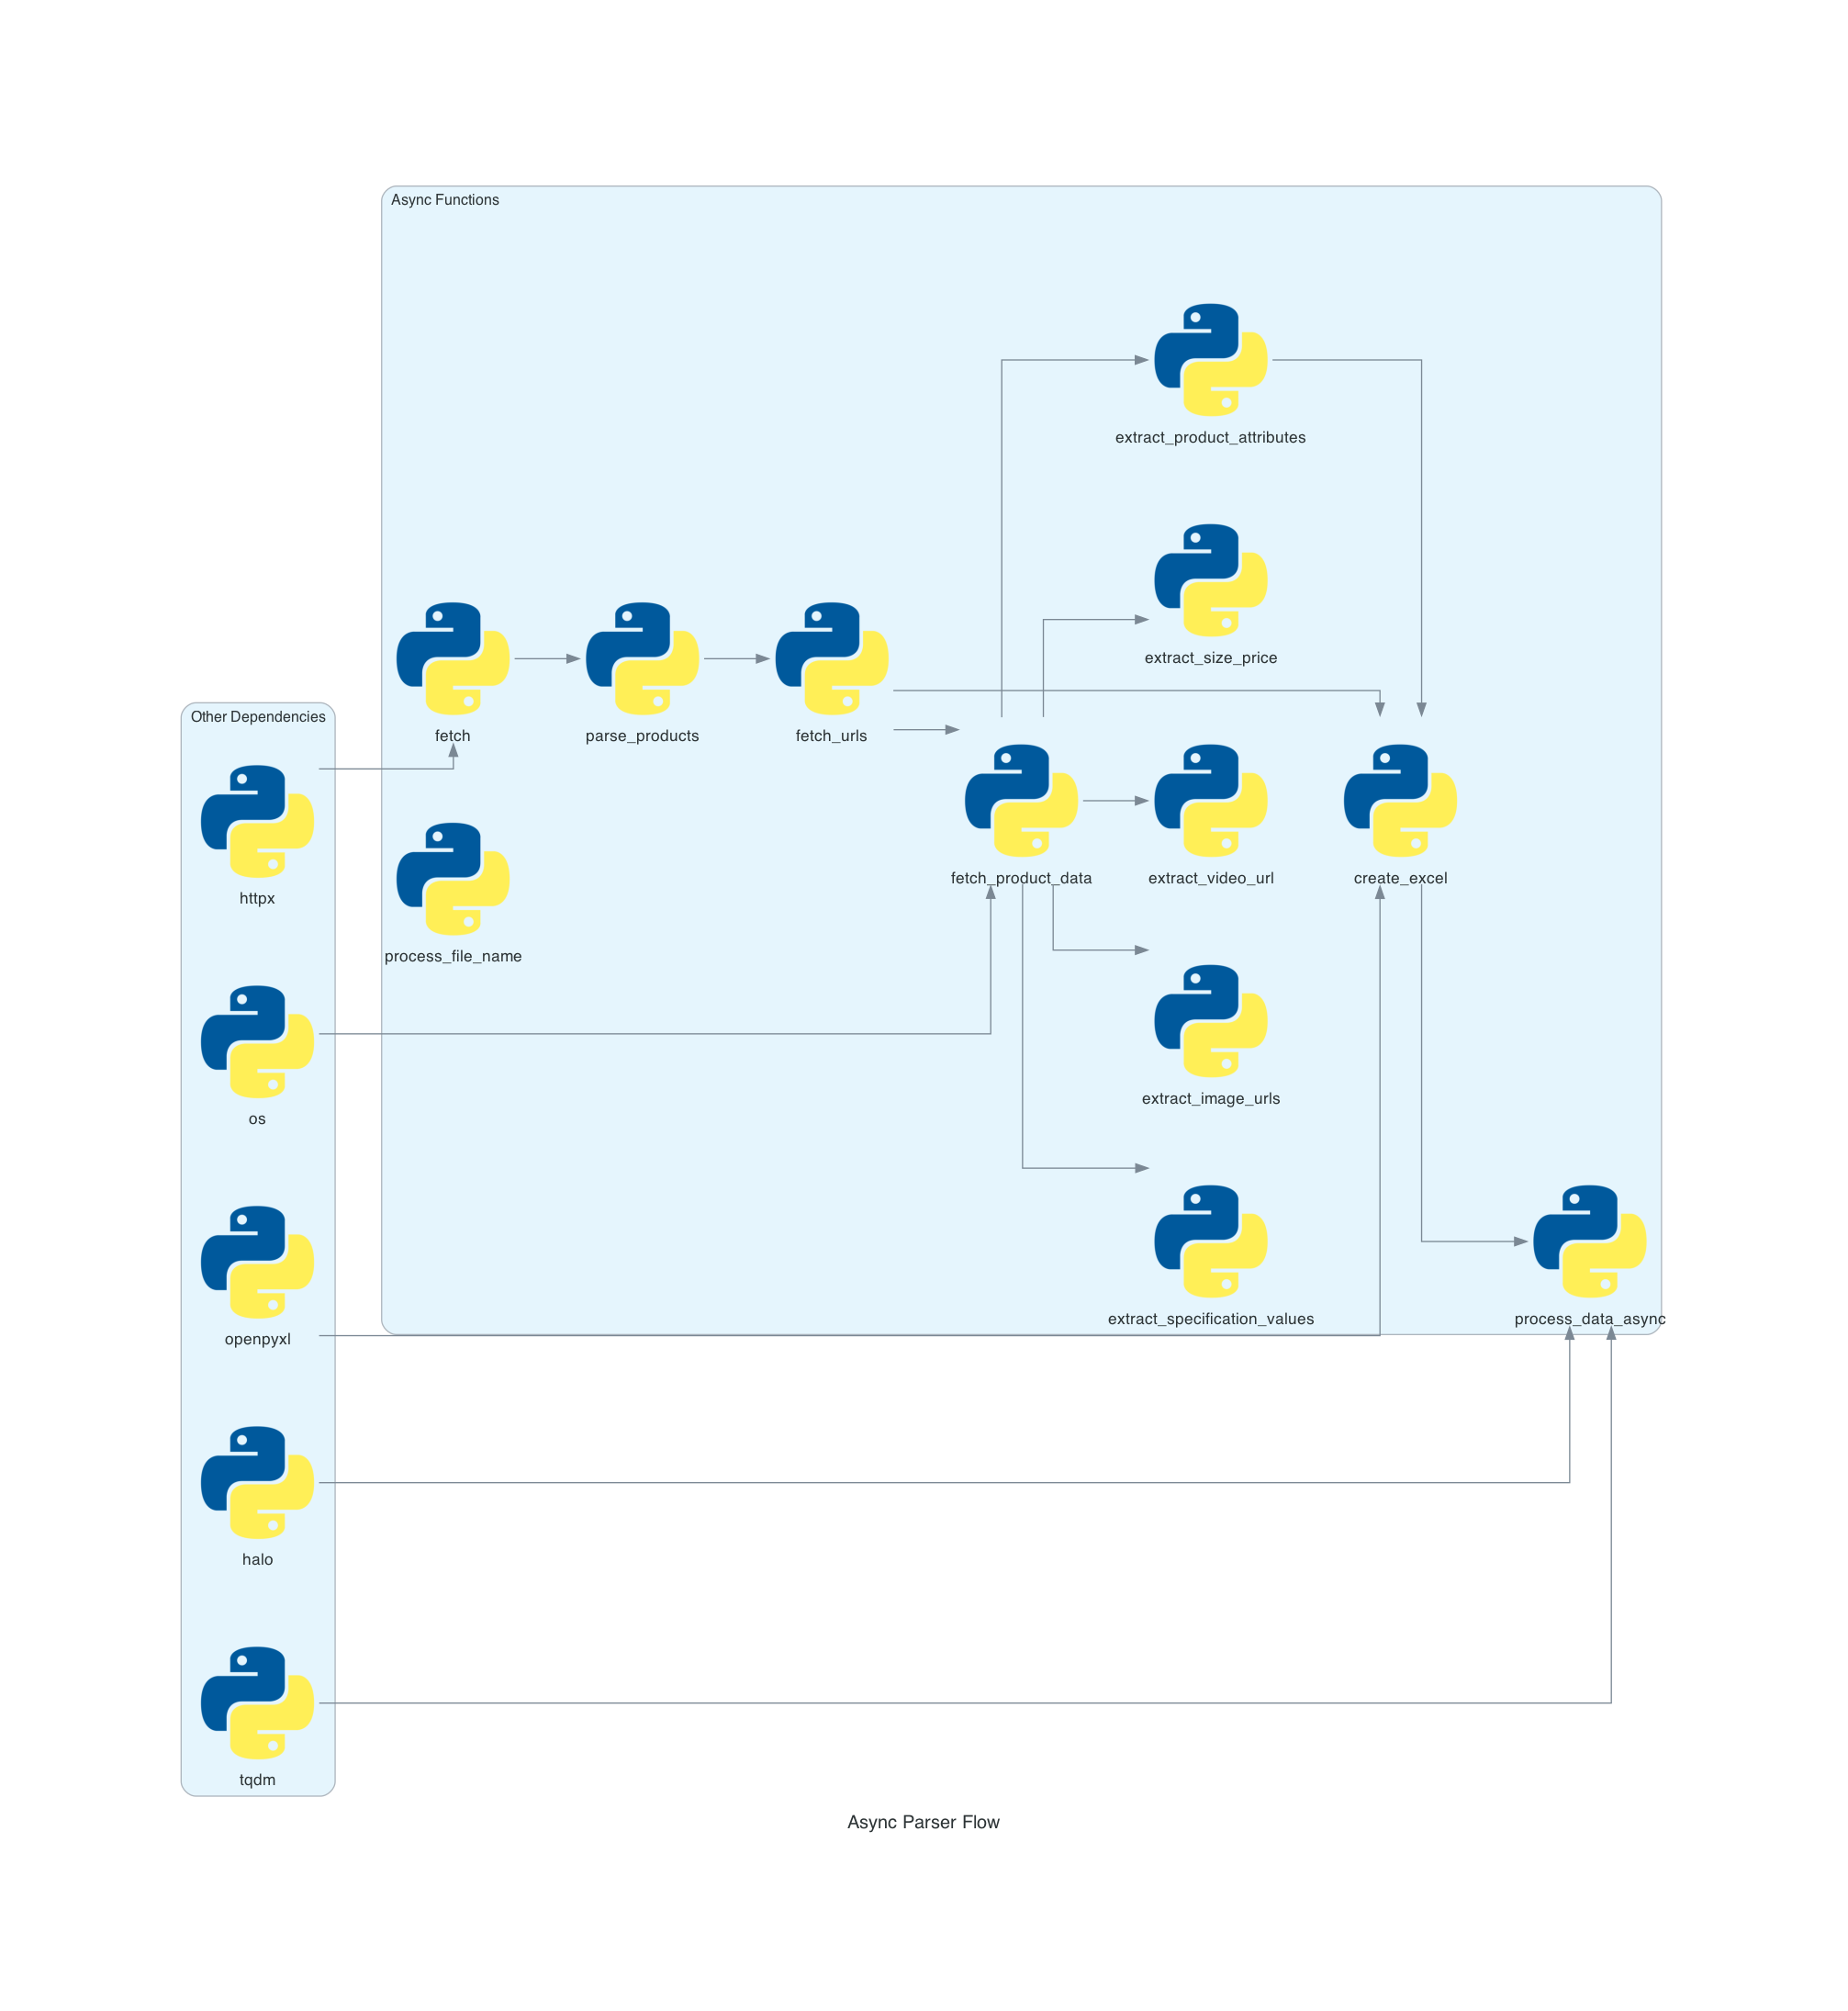 Async Functions
extract_product_attributes
extract_size_price
Other Dependencies
fetch
parse_products
fetch_urls
httpx
process_file_name
fetch_product_data
extract_video_url
create_excel
os
extract_image_urls
openpyxl
extract_specification_values
process_data_async
halo
tqdm
Async Parser Flow